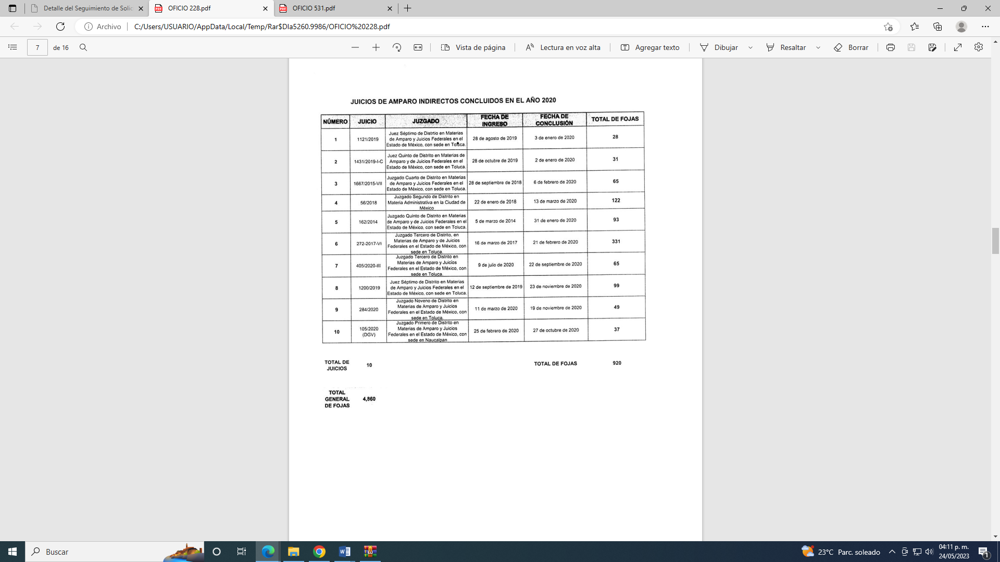 Detalle del Seguimiento de Solic
OFICIO 228.pdf
OFICIO 531.pdf
Archivo
C:/Users/USUARIO/AppData/Local/Temp/Rar$DIa5260.9986/OFICIO%20228.pdf
7 de 16
Vista de página
Lectura en voz alta
Agregar texto
Dibujar
Resaltar
Borrar
JUICIOS DE AMPARO INDIRECTOS CONCLUIDOS EN EL AÑO 2020
NÚMERO JUICIO JUZGADO FECHA DE INGRESO FECHA DE CONCLUSIÓN TOTAL DE FOJAS
1 1121/2019 Juez Séptimo de Distrtio en Materias de Amparo y Juicios Federales en el Estado de México, con sede en Toluca. 28 de agosto de 2019 3 de enero de 2020 28
2 1431/2019-I-C Juez Quinto de Distrito en Materias de Amparo y de Juicios Federales en el Estado de México, con sede en Toluca. 28 de octubre de 2019 2 de enero de 2020 31
3 1667/2015-VII Juzgado Cuarto de Distrito en Materias de Amparo y Juicios Federales en el Estado de México, con sede en Toluca. 28 de septiembre de 2018 6 de febrero de 2020 65
4 56/2018 Juzgado Segundo de Distrito en Materia Administrativa en la Ciudad de México 22 de enero de 2018 13 de marzo de 2020 122
5 162/2014 Juzgado Quinto de Distrito en Materias de Amparo y de Juicios Federales en el Estado de México, con sede en Toluca. 5 de marzo de 2014 31 de enero de 2020 93
6 272-2017-VI Juzgado Tercero de Distrito, en Materias de Amparo y de Juicios Federales en el Estado de México, con sede en Toluca. 16 de marzo de 2017 21 de febrero de 2020 331
7 405/2020-III Juzgado Tercero de Distrito en Materias de Amparo y Juicios Federales en el Estado de México, con sede en Toluca. 9 de julio de 2020 22 de septiembre de 2020 65
8 1200/2019 Juez Séptimo de Distrito en Materias de Amparo y Juicios Federales en el Estado de México, con sede en Toluca. 12 de septiembre de 2019 23 de noviembre de 2020 99
9 284/2020 Juzgado Noveno de Distrito en Materias de Amparo y Juicios Federales en el Estado de México, con sede en Toluca. 11 de marzo de 2020 19 de noviembre de 2020 49
10 105/2020 (DGV) Juzgado Primero de Distrito en Materias de Amparo y Juicios Federales en el Estado de México, con sede en Naucalpan 25 de febrero de 2020 27 de octubre de 2020 37
TOTAL DE JUICIOS 10 TOTAL DE FOJAS 920
TOTAL GENERAL DE FOJAS 4,860
Buscar
23°C Parc. soleado
04:11 p. m.
24/05/2023
1